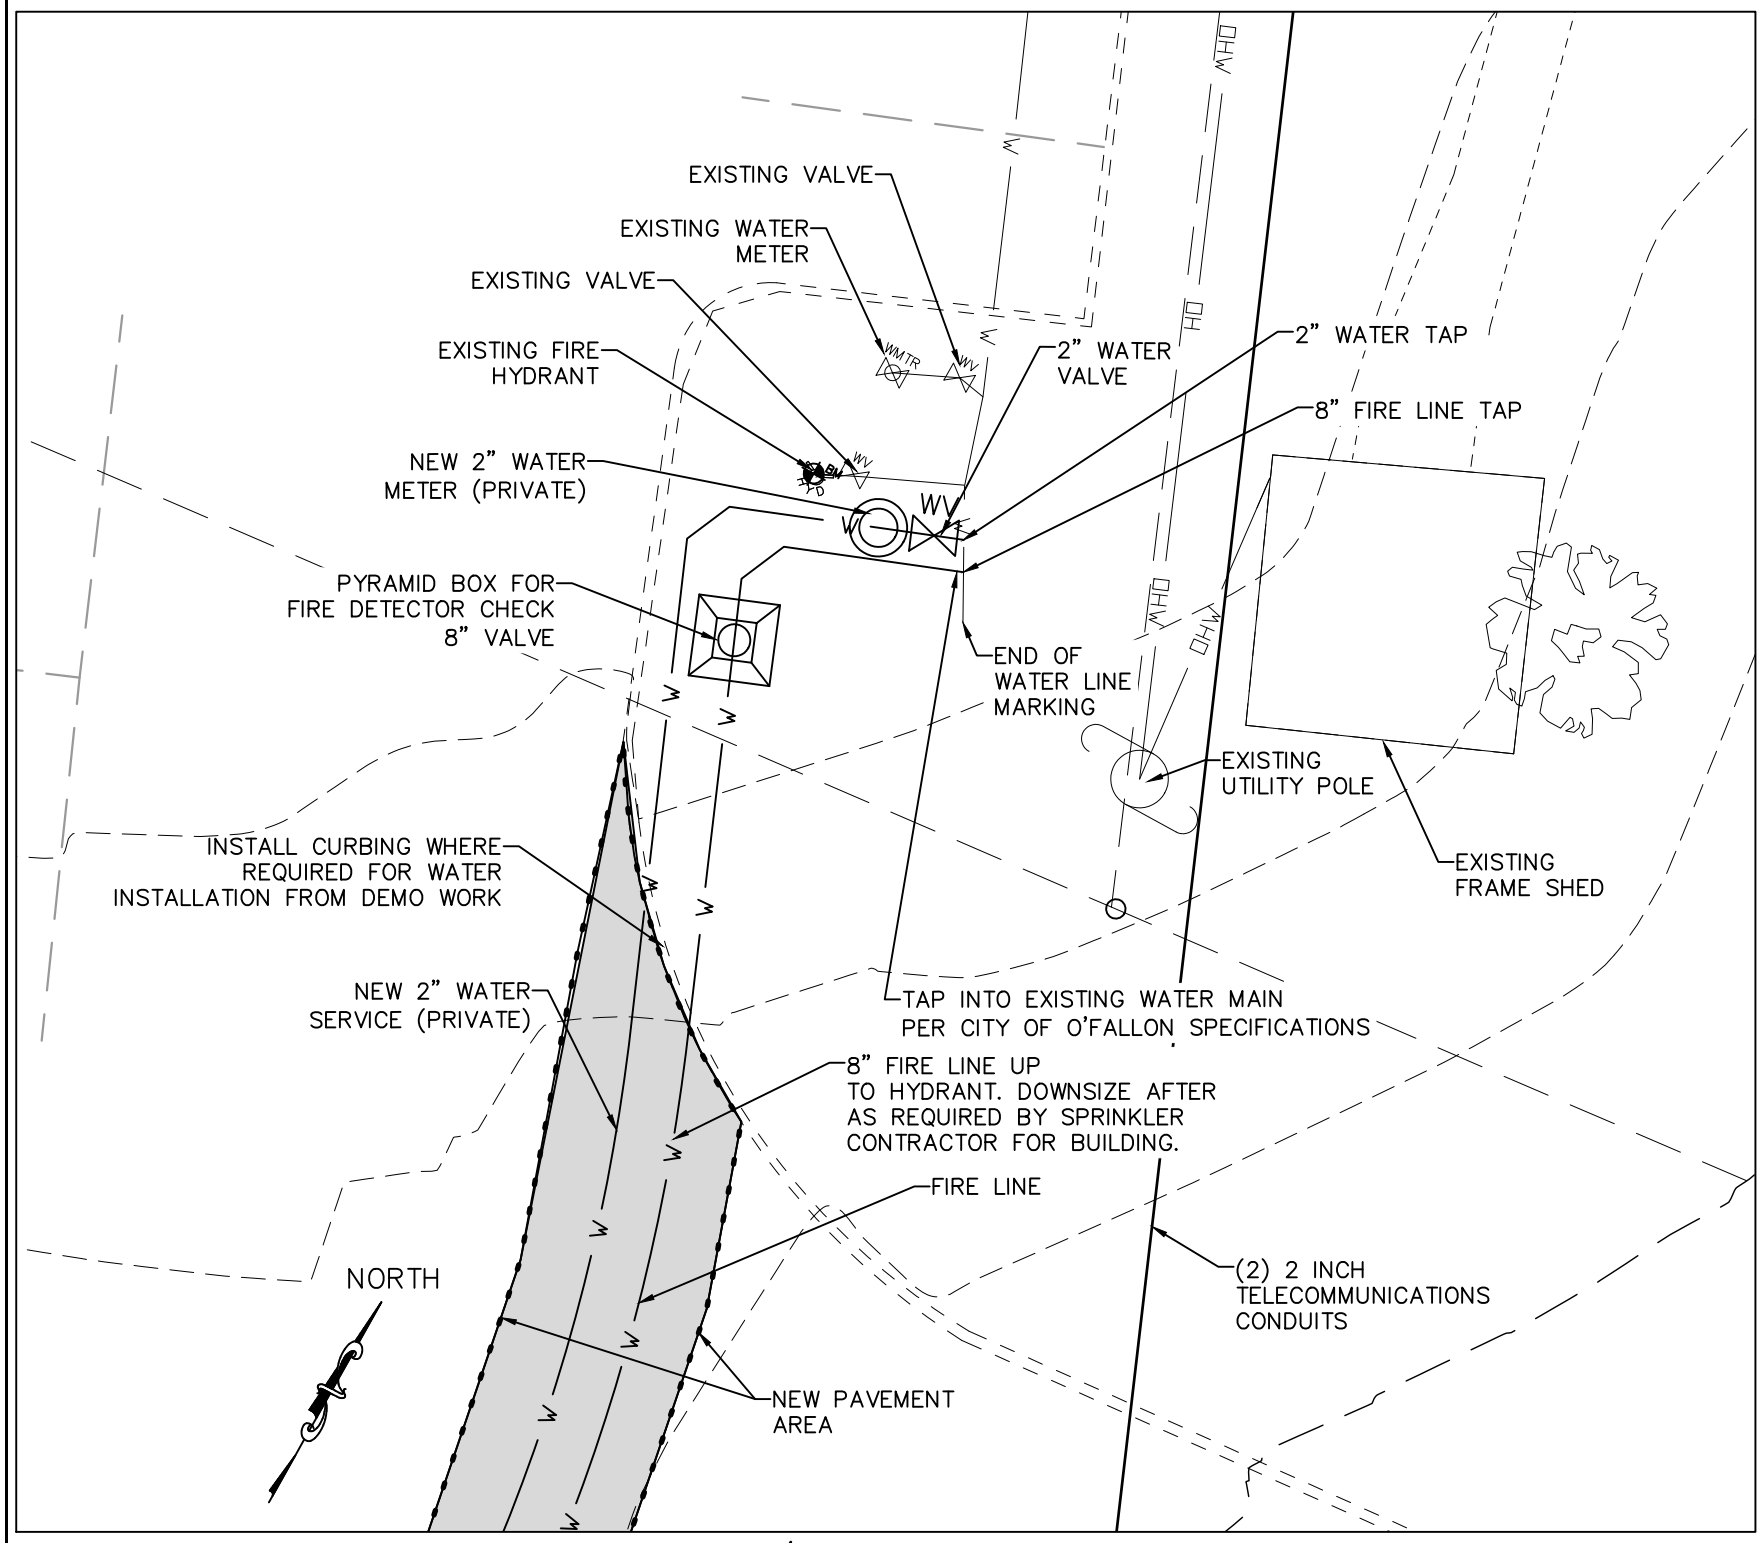 OHW
W
EXISTING VALVE
EXISTING WATER
METER
EXISTING VALVE
OH
W
2" WATER TAP
2" WATER
VALVE
EXISTING FIRE
HYDRANT
WMTR
WV
8" FIRE LINE TAP
NEW 2" WATER
METER (PRIVATE)
WV
BM
HYD
WV
W
W
PYRAMID BOX FOR
FIRE DETECTOR CHECK
8" VALVE
OHW
OHW
END OF
WATER LINE
MARKING
W
W
EXISTING
UTILITY POLE
INSTALL CURBING WHERE
REQUIRED FOR WATER
INSTALLATION FROM DEMO WORK
W
W
EXISTING
FRAME SHED
NEW 2" WATER
SERVICE (PRIVATE)
TAP INTO EXISTING WATER MAIN
PER CITY OF O'FALLON SPECIFICATIONS
8" FIRE LINE UP
TO HYDRANT. DOWNSIZE AFTER
AS REQUIRED BY SPRINKLER
CONTRACTOR FOR BUILDING.
W
FIRE LINE
W
NORTH
(2) 2 INCH
TELECOMMUNICATIONS
CONDUITS
W
NEW PAVEMENT
AREA
W
W